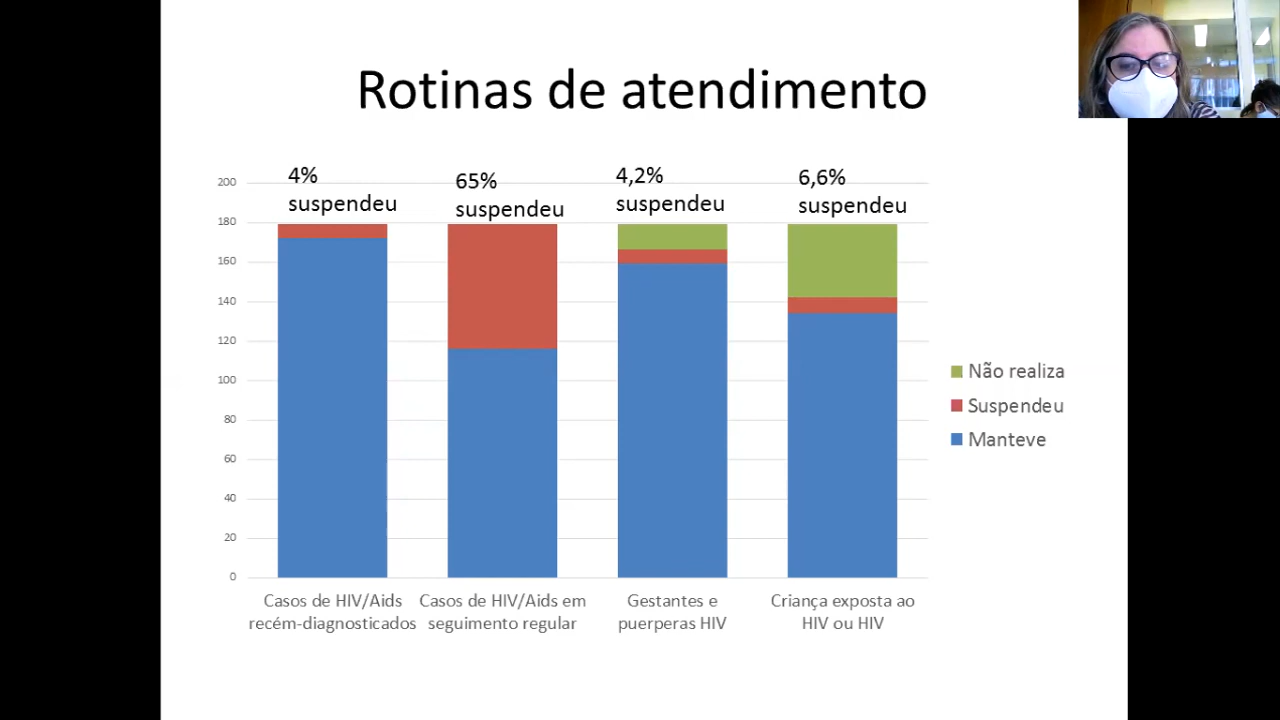 Rotinas de atendimento
4%
suspendeu
65%
suspendeu
4,2%
suspendeu
6,6%
suspendeu
200
180
160
140
120
100
80
60
40
20
0
Casos de HIV/Aids
recém-diagnosticados
Casos de HIV/Aids em
seguimento regular
Gestantes e
puerperas HIV
Criança exposta ao
HIV ou HIV
Não realiza
Suspendeu
Manteve